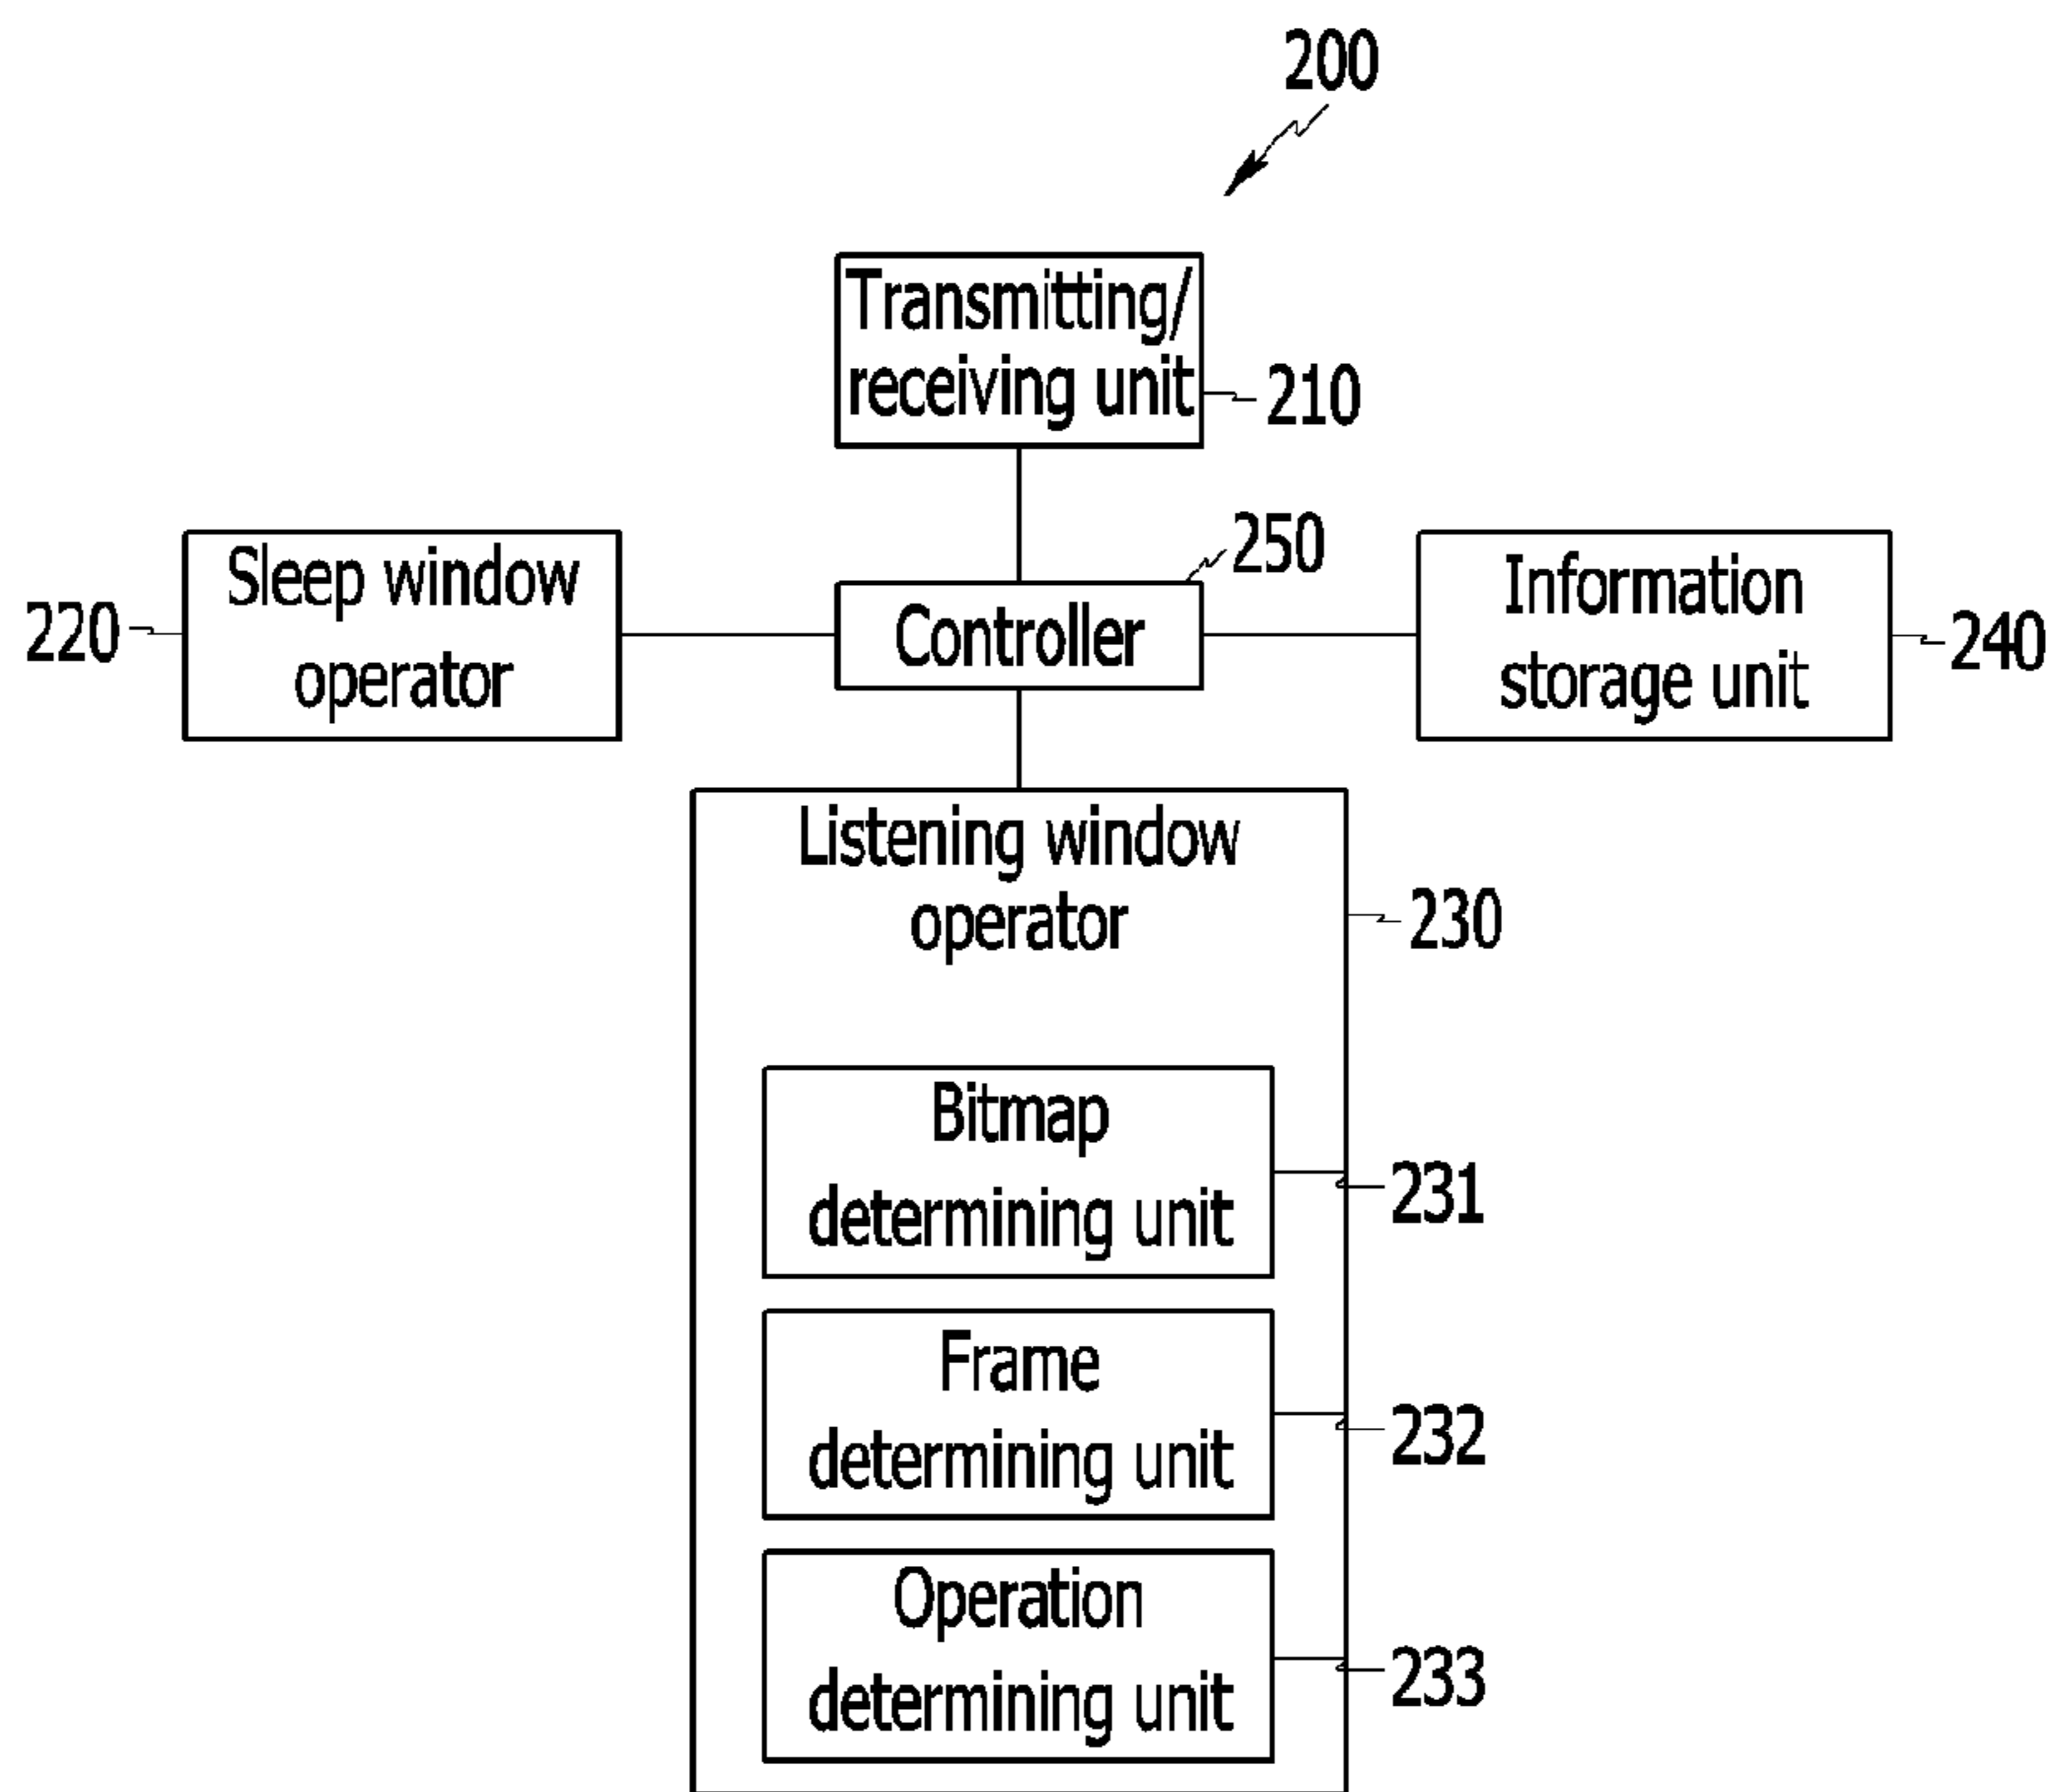 200
Transmitting/
receiving unit
210
250
Sleep window
operator
220
Controller
Information
storage unit
240
Listening window
operator
230
Bitmap
determining unit
231
Frame
determining unit
232
Operation
determining unit
233